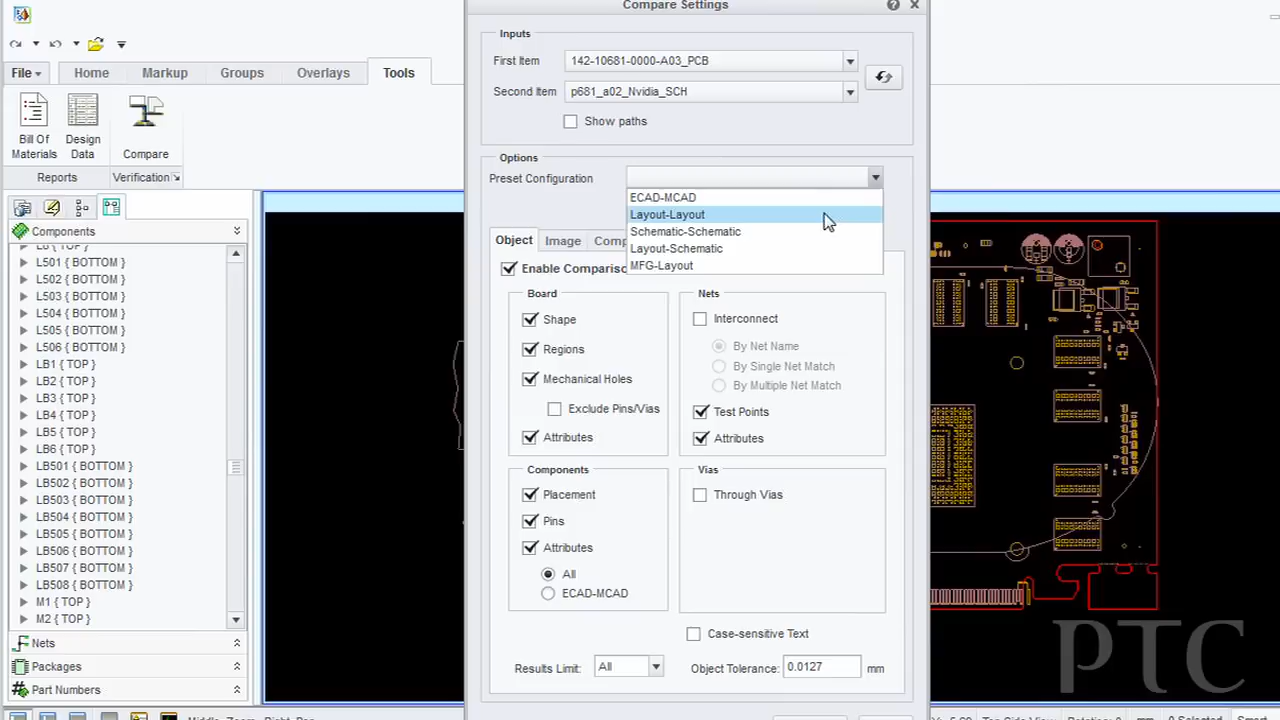 Compare Settings
File
Home
Markup
Groups
Overlays
Tools
Bill Of
Materials
Design
Data
Compare
Reports
Verification
Components
L501 { BOTTOM }
L502 { BOTTOM }
L503 { BOTTOM }
L504 { BOTTOM }
L505 { BOTTOM }
L506 { BOTTOM }
LB1 { TOP }
LB2 { TOP }
LB3 { TOP }
LB4 { TOP }
LB5 { TOP }
LB6 { TOP }
LB501 { BOTTOM }
LB502 { BOTTOM }
LB503 { BOTTOM }
LB504 { BOTTOM }
LB505 { BOTTOM }
LB506 { BOTTOM }
LB507 { BOTTOM }
LB508 { BOTTOM }
M1 { TOP }
M2 { TOP }
Nets
Packages
Part Numbers
Inputs
First Item 142-10681-0000-A03_PCB
Second Item p681_a02_Nvidia_SCH
Show paths
Options
Preset Configuration
ECAD-MCAD
Layout-Layout
Schematic-Schematic
Layout-Schematic
MFG-Layout
Object
Image
Comp
Enable Comparison
Board
Shape
Regions
Mechanical Holes
Exclude Pins/Vias
Attributes
Nets
Interconnect
By Net Name
By Single Net Match
By Multiple Net Match
Test Points
Attributes
Components
Placement
Pins
Attributes
All
ECAD-MCAD
Vias
Through Vias
Case-sensitive Text
Results Limit: All
Object Tolerance: 0.0127 mm
PTC